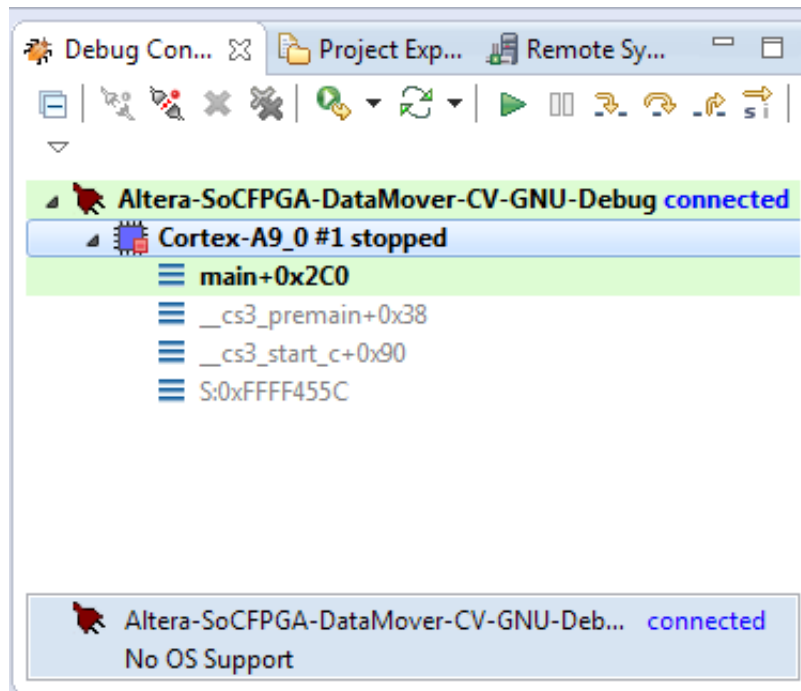 Debug Con... Project Exp... Remote Sy...
s i
Altera-SoCFPGA-DataMover-CV-GNU-Debug connected
Cortex-A9_0 #1 stopped
main+0x2C0
__cs3_premain+0x38
__cs3_start_c+0x90
S:0xFFFF455C
Altera-SoCFPGA-DataMover-CV-GNU-Deb... connected
No OS Support